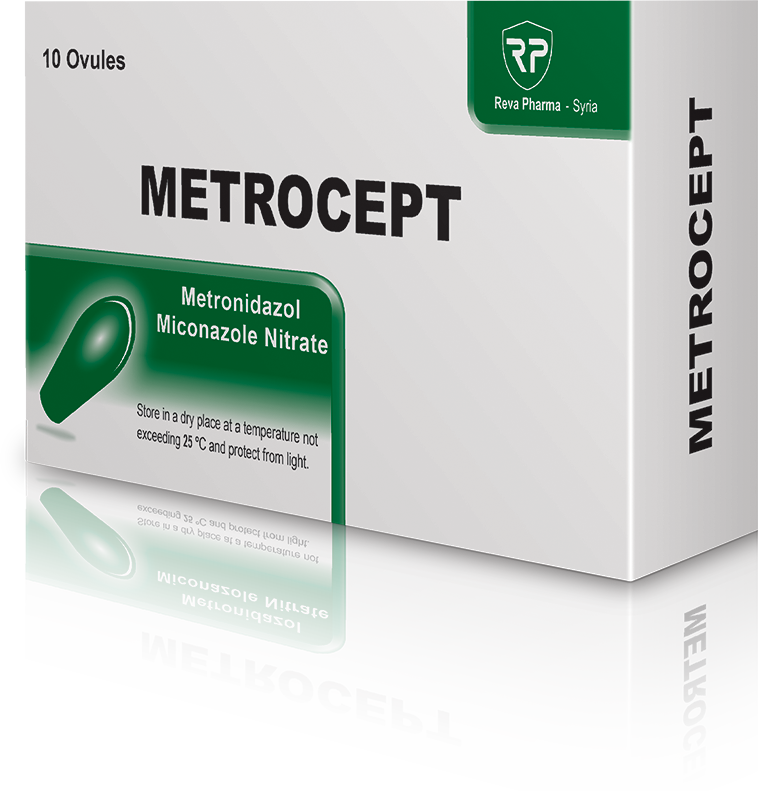 10 Ovules
RP
Reva Pharma - Syria
METROCEPT
Metronidazol
Miconazole Nitrate
Store in a dry place at a temperature not
exceeding 25 °C and protect from light.
METROCEPT